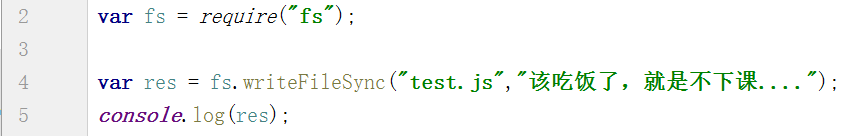 2 var fs = require("fs");
3
4 var res = fs.writeFileSync("test.js","该吃饭了，就是不下课....");
5 console.log(res);